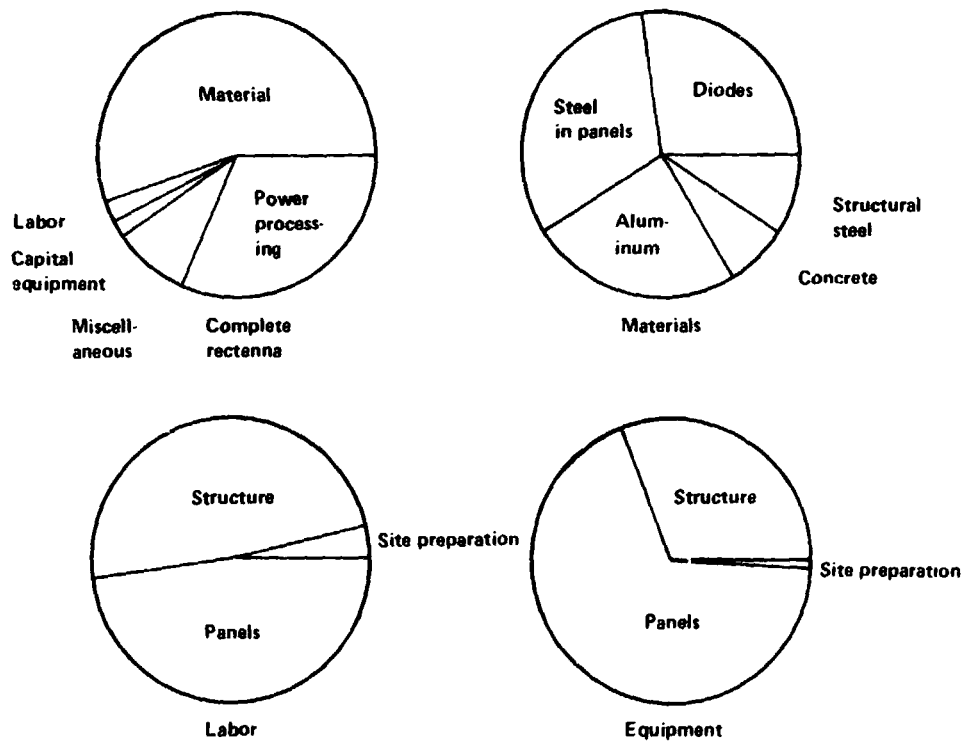 Material
Power
process-
ing
Labor
Capital
equipment
Miscell-
aneous
Complete
rectenna
Diodes
Steel
in panels
Alum-
inum
Structural
steel
Concrete
Materials
Structure
Site preparation
Panels
Labor
Structure
Site preparation
Panels
Equipment